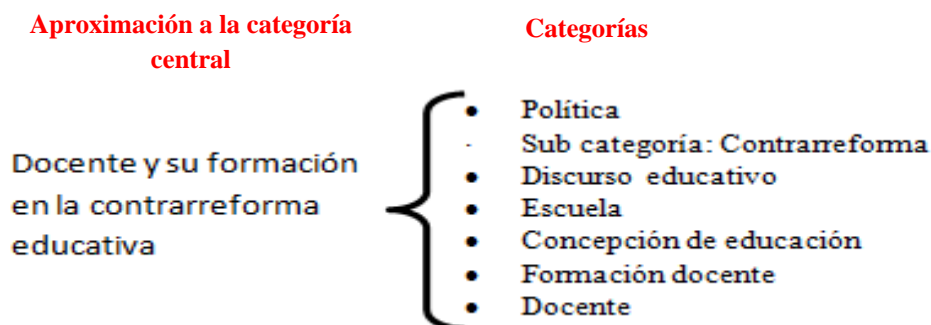 Aproximación a la categoría
central
Categorías
Docente y su formación
en la contrarreforma
educativa
• Política
- Sub categoría: Contrarreforma
• Discurso educativo
• Escuela
• Concepción de educación
• Formación docente
• Docente